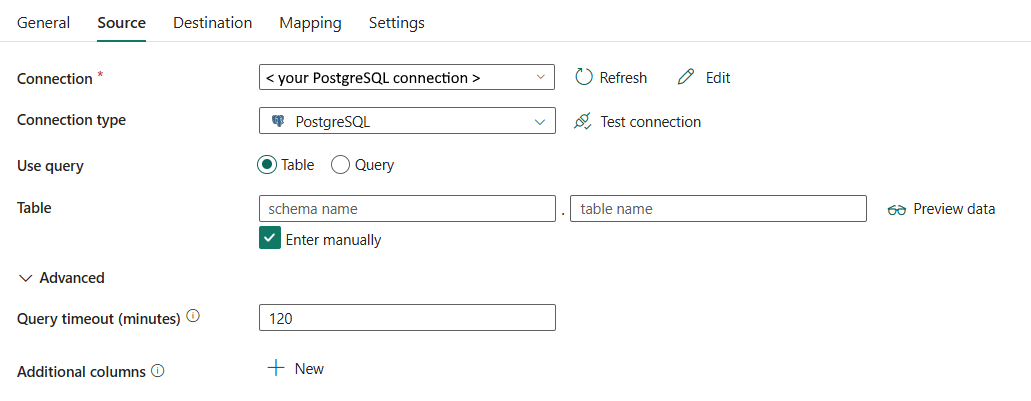 General Source Destination Mapping Settings
Connection * < your PostgreSQL connection > Refresh Edit
Connection type PostgreSQL Test connection
Use query Table Query
Table schema name . table name Preview data
Enter manually
Advanced
Query timeout (minutes) 120
Additional columns New